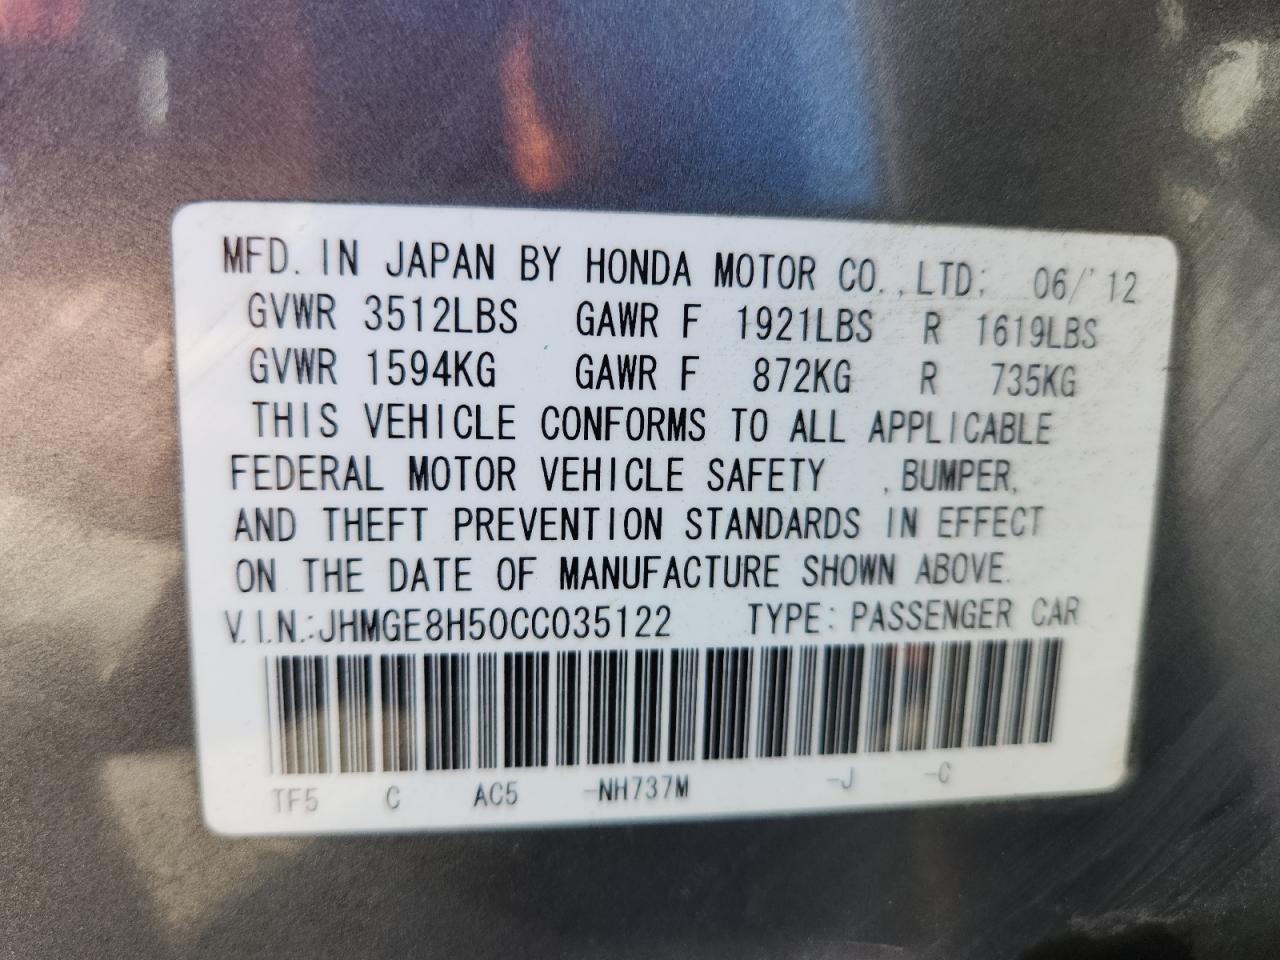 MFD. IN JAPAN BY HONDA MOTOR CO.,LTD; 06/'12
GVWR 3512LBS GAWR F 1921LBS R 1619LBS
GVWR 1594KG GAWR F 872KG R 735KG
THIS VEHICLE CONFORMS TO ALL APPLICABLE
FEDERAL MOTOR VEHICLE SAFETY , BUMPER,
AND THEFT PREVENTION STANDARDS IN EFFECT
ON THE DATE OF MANUFACTURE SHOWN ABOVE.
V.I.N.:JHMGE8H50CC035122 TYPE: PASSENGER CAR
TF5 C AC5 -NH737M -J -C